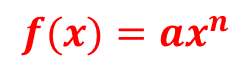 f(x) = axⁿ